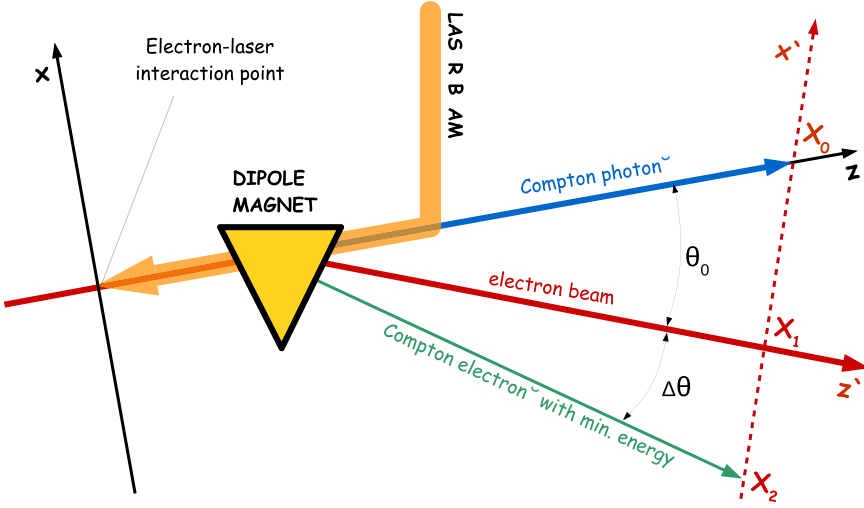 Electron-laser
interaction point
x
LAS R B AM
x`
X0
z
Compton photon˘
DIPOLE
MAGNET
θ0
electron beam
X1
Compton electron˘ with min. energy
Δθ
z`
X2